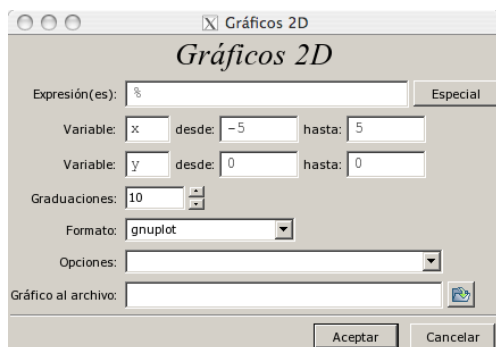 Gráficos 2D
Gráficos 2D
Expresión(es): % Especial
Variable: x desde: -5 hasta: 5
Variable: y desde: 0 hasta: 0
Graduaciones: 10
Formato: gnuplot
Opciones:
Gráfico al archivo:
Aceptar Cancelar